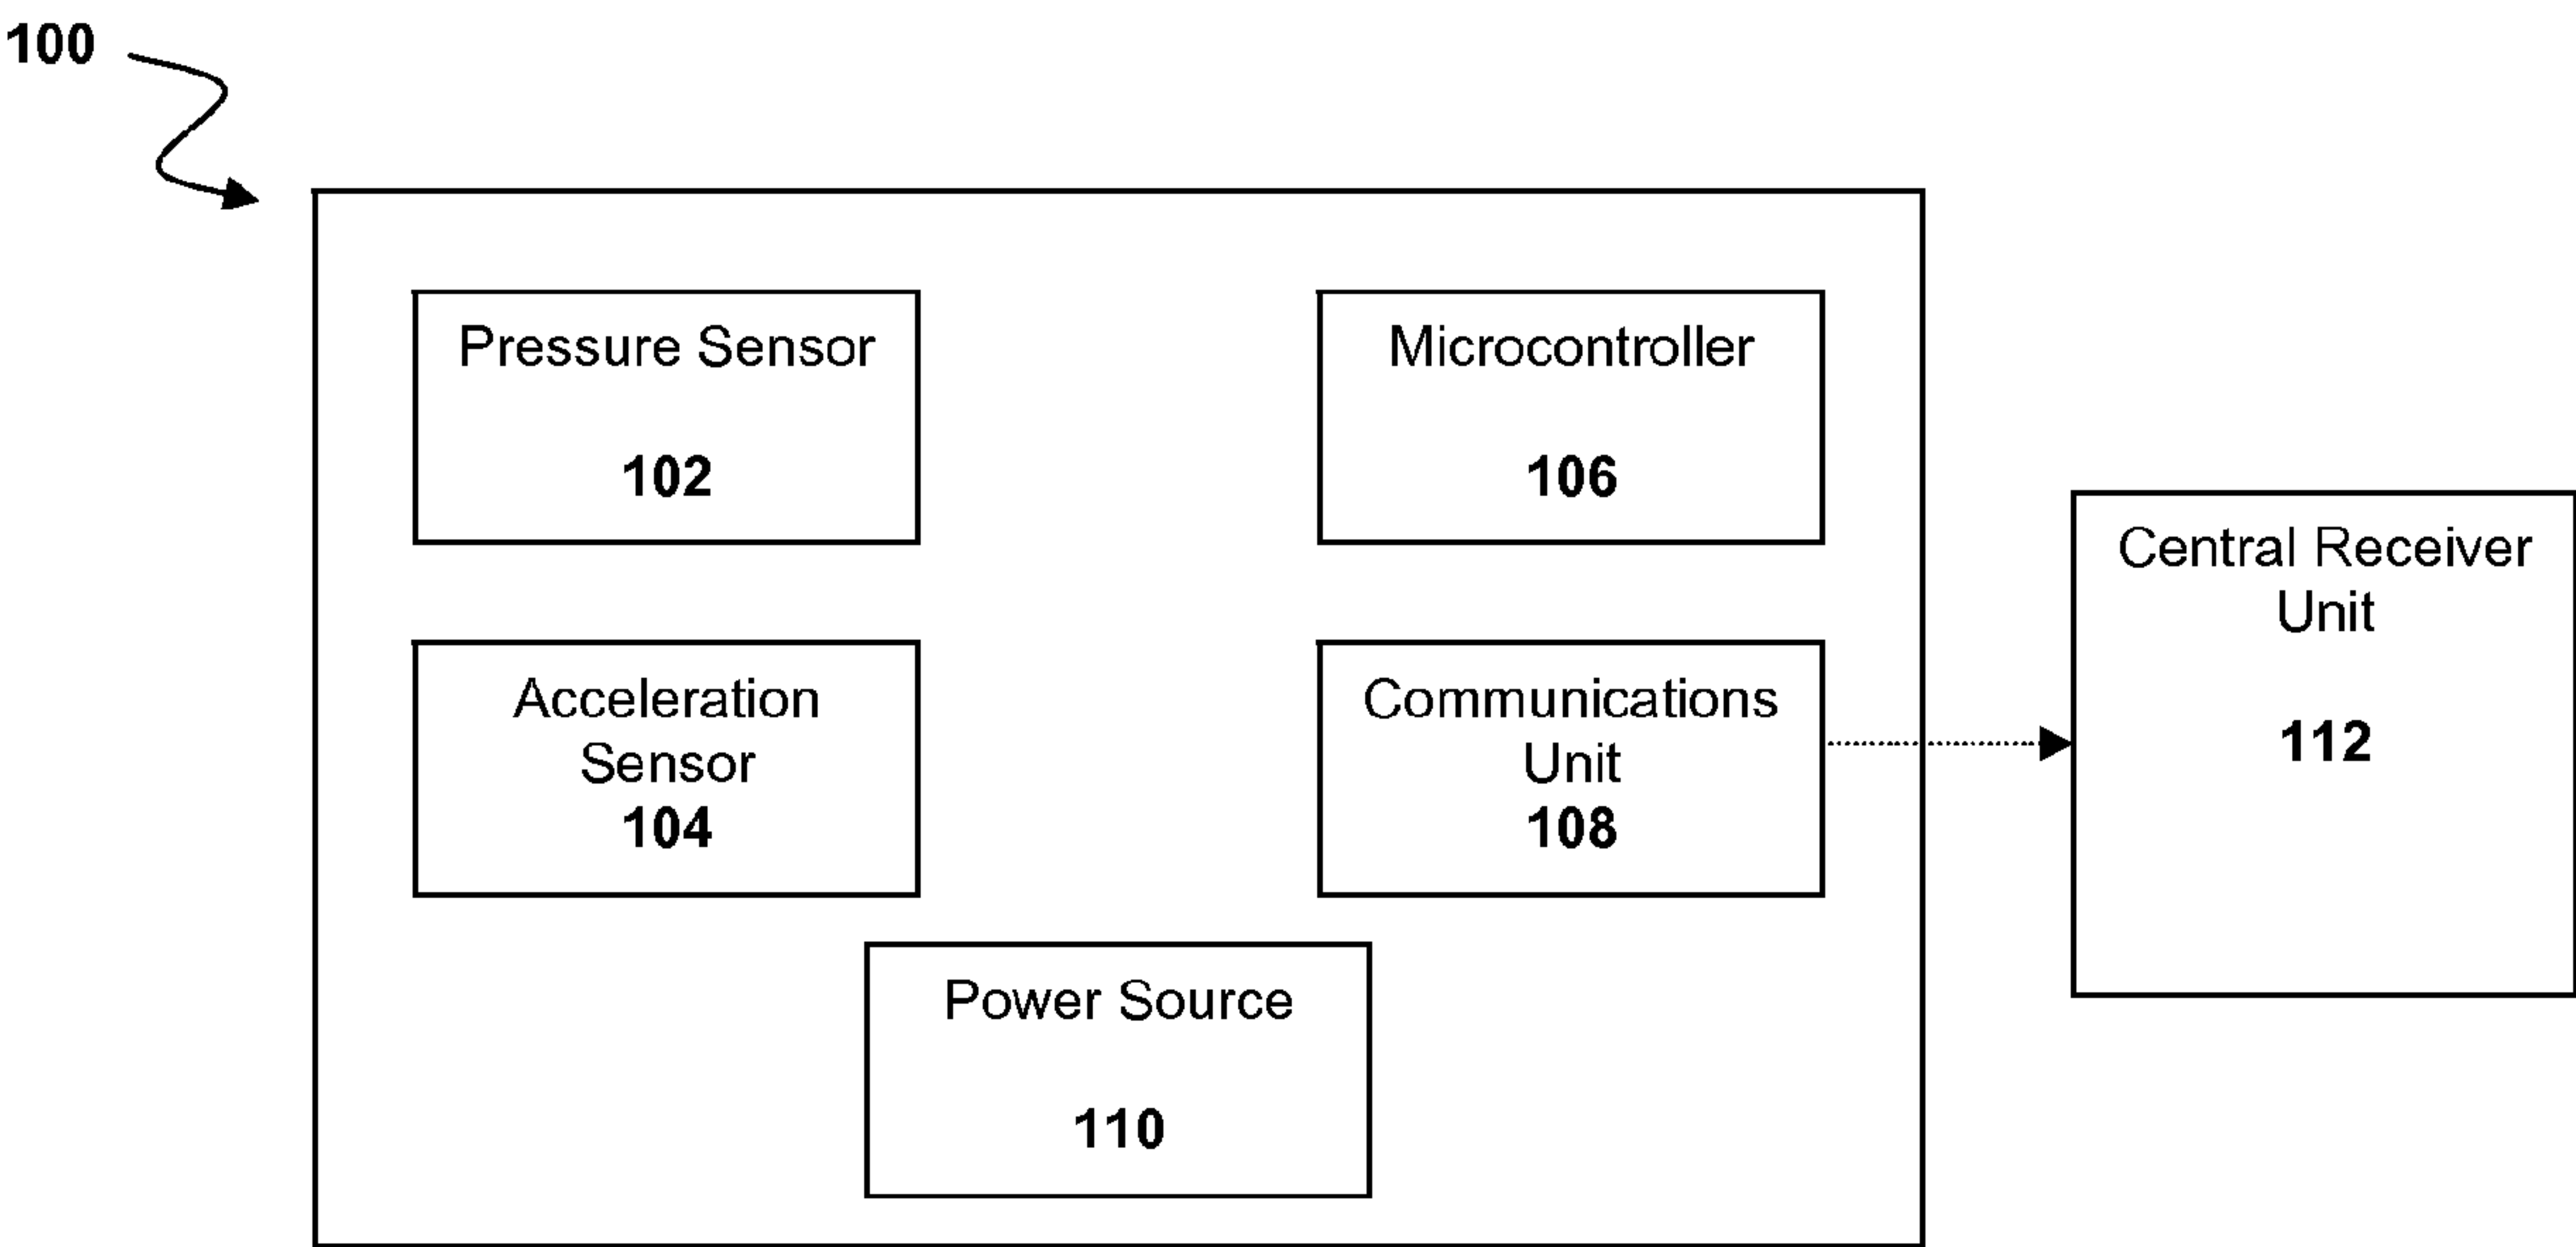 100
Pressure Sensor
102
Microcontroller
106
Acceleration
Sensor
104
Communications
Unit
108
Central Receiver
Unit
112
Power Source
110